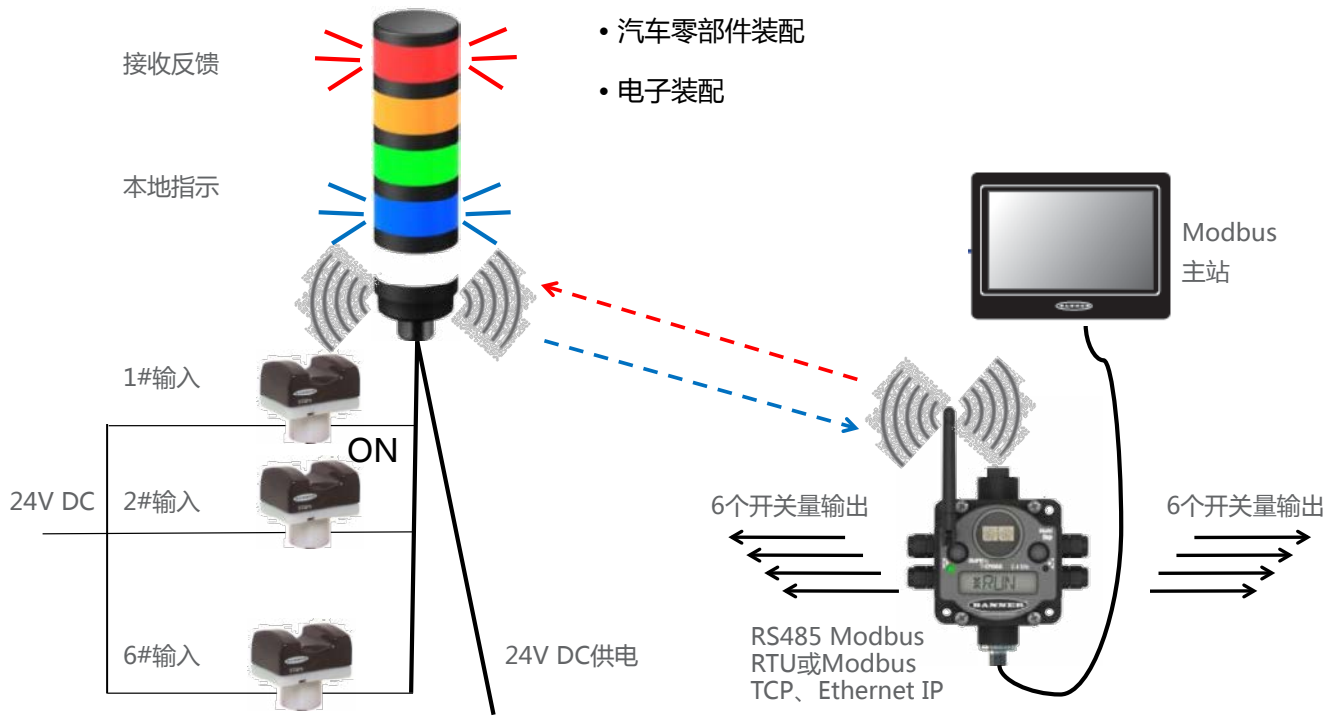 • 汽车零部件装配
接收反馈
• 电子装配
本地指示
Modbus
主站
BANNER
1#输入
ON
24V DC
2#输入
6个开关量输出
6个开关量输出
RUN
BANNER
6#输入
24V DC供电
RS485 Modbus
RTU或Modbus
TCP、Ethernet IP